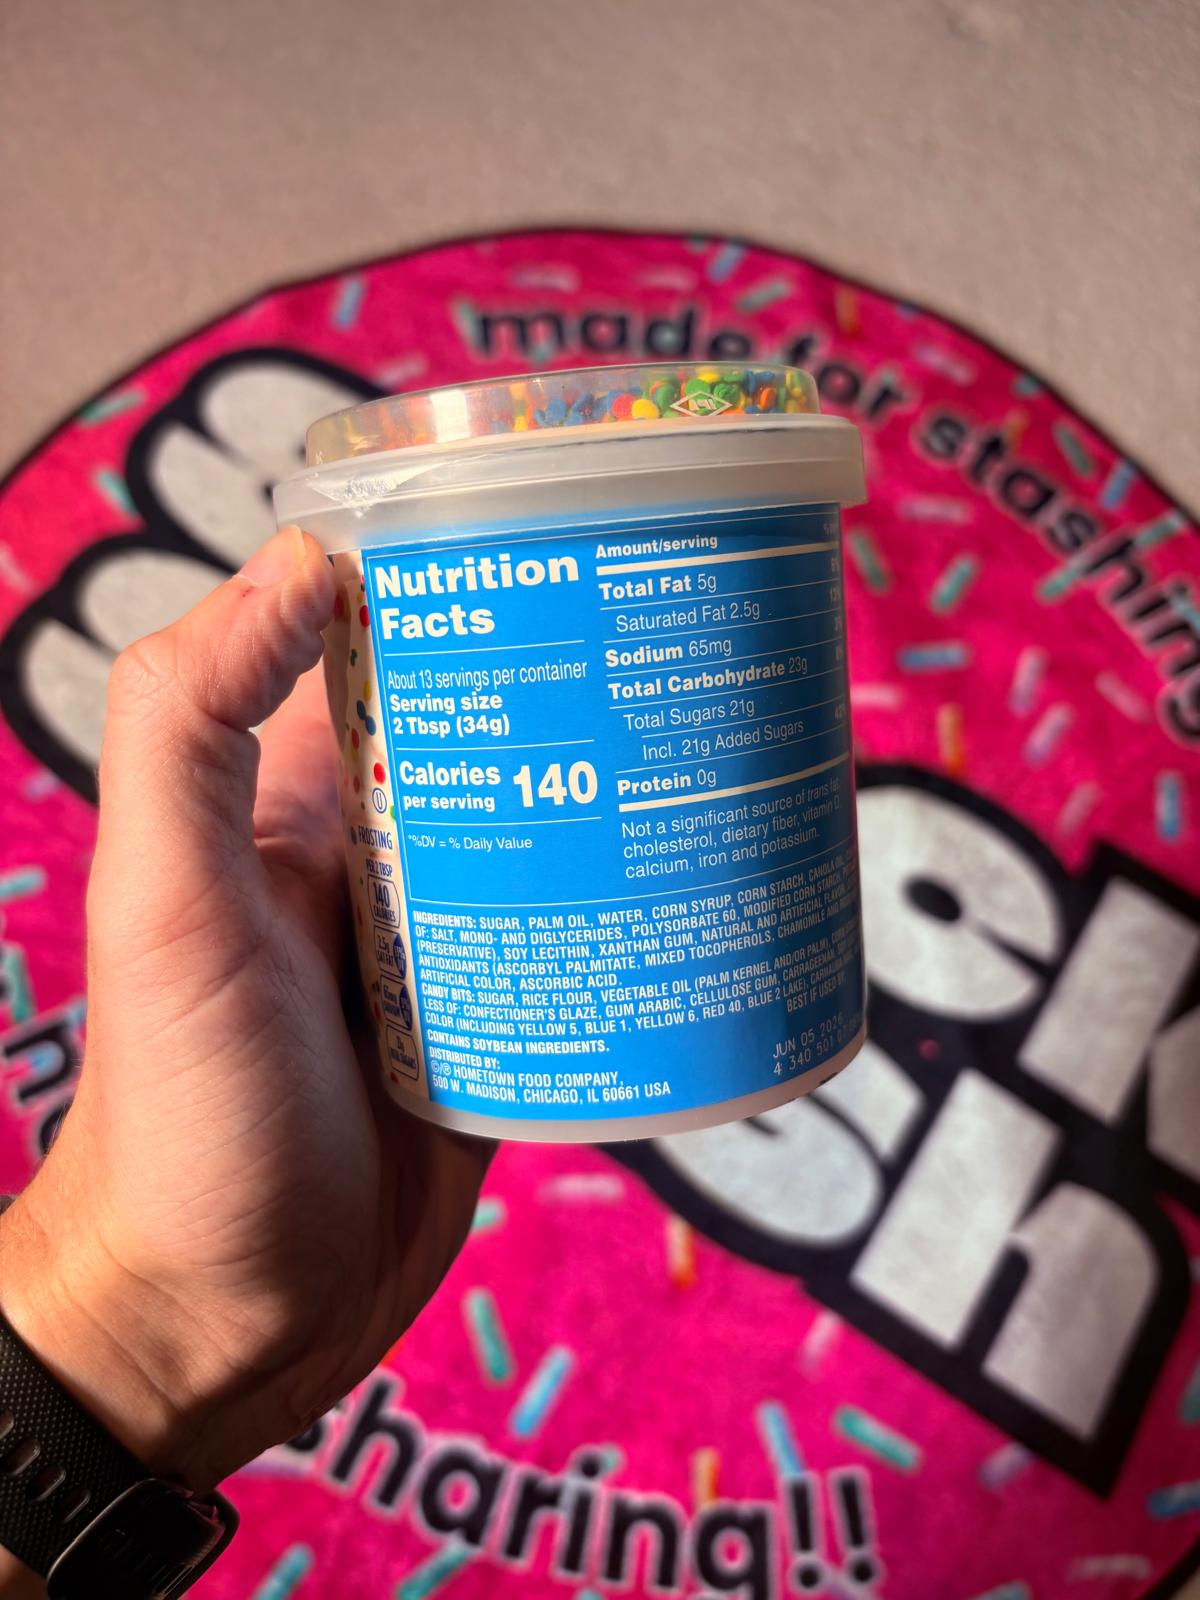 made for stashing
Nutrition
Facts
About 13 servings per container
Serving size
2 Tbsp (34g)
Calories
per serving
140
*%DV = % Daily Value
Amount/serving
Total Fat 5g
Saturated Fat 2.5g
Sodium 65mg
Total Carbohydrate 23g
Total Sugars 21g
Incl. 21g Added Sugars
Protein 0g
Not a significant source of trans fat,
cholesterol, dietary fiber, vitamin D,
calcium, iron and potassium.
INGREDIENTS: SUGAR, PALM OIL, WATER, CORN SYRUP, CORN STARCH, CANOLA OIL,
OF: SALT, MONO- AND DIGLYCERIDES, POLYSORBATE 60, MODIFIED CORN STARCH,
(PRESERVATIVE), SOY LECITHIN, XANTHAN GUM, NATURAL AND ARTIFICIAL FLAVOR,
ANTIOXIDANTS (ASCORBYL PALMITATE, MIXED TOCOPHEROLS, CHAMOMILE AND
ARTIFICIAL COLOR, ASCORBIC ACID.
CANDY BITS: SUGAR, RICE FLOUR, VEGETABLE OIL (PALM KERNEL AND/OR PALM),
LESS OF: CONFECTIONER'S GLAZE, GUM ARABIC, CELLULOSE GUM, CARRAGEENAN,
COLOR (INCLUDING YELLOW 5, BLUE 1, YELLOW 6, RED 40, BLUE 2 LAKE),
CONTAINS SOYBEAN INGREDIENTS.
BEST IF USED BY:
JUN 05 2026
4 340 501
DISTRIBUTED BY:
©/® HOMETOWN FOOD COMPANY,
500 W. MADISON, CHICAGO, IL 60661 USA
U
FROSTING
PER 2 TBSP
140
CALORIES
2.5g
SAT FAT
sharing!!